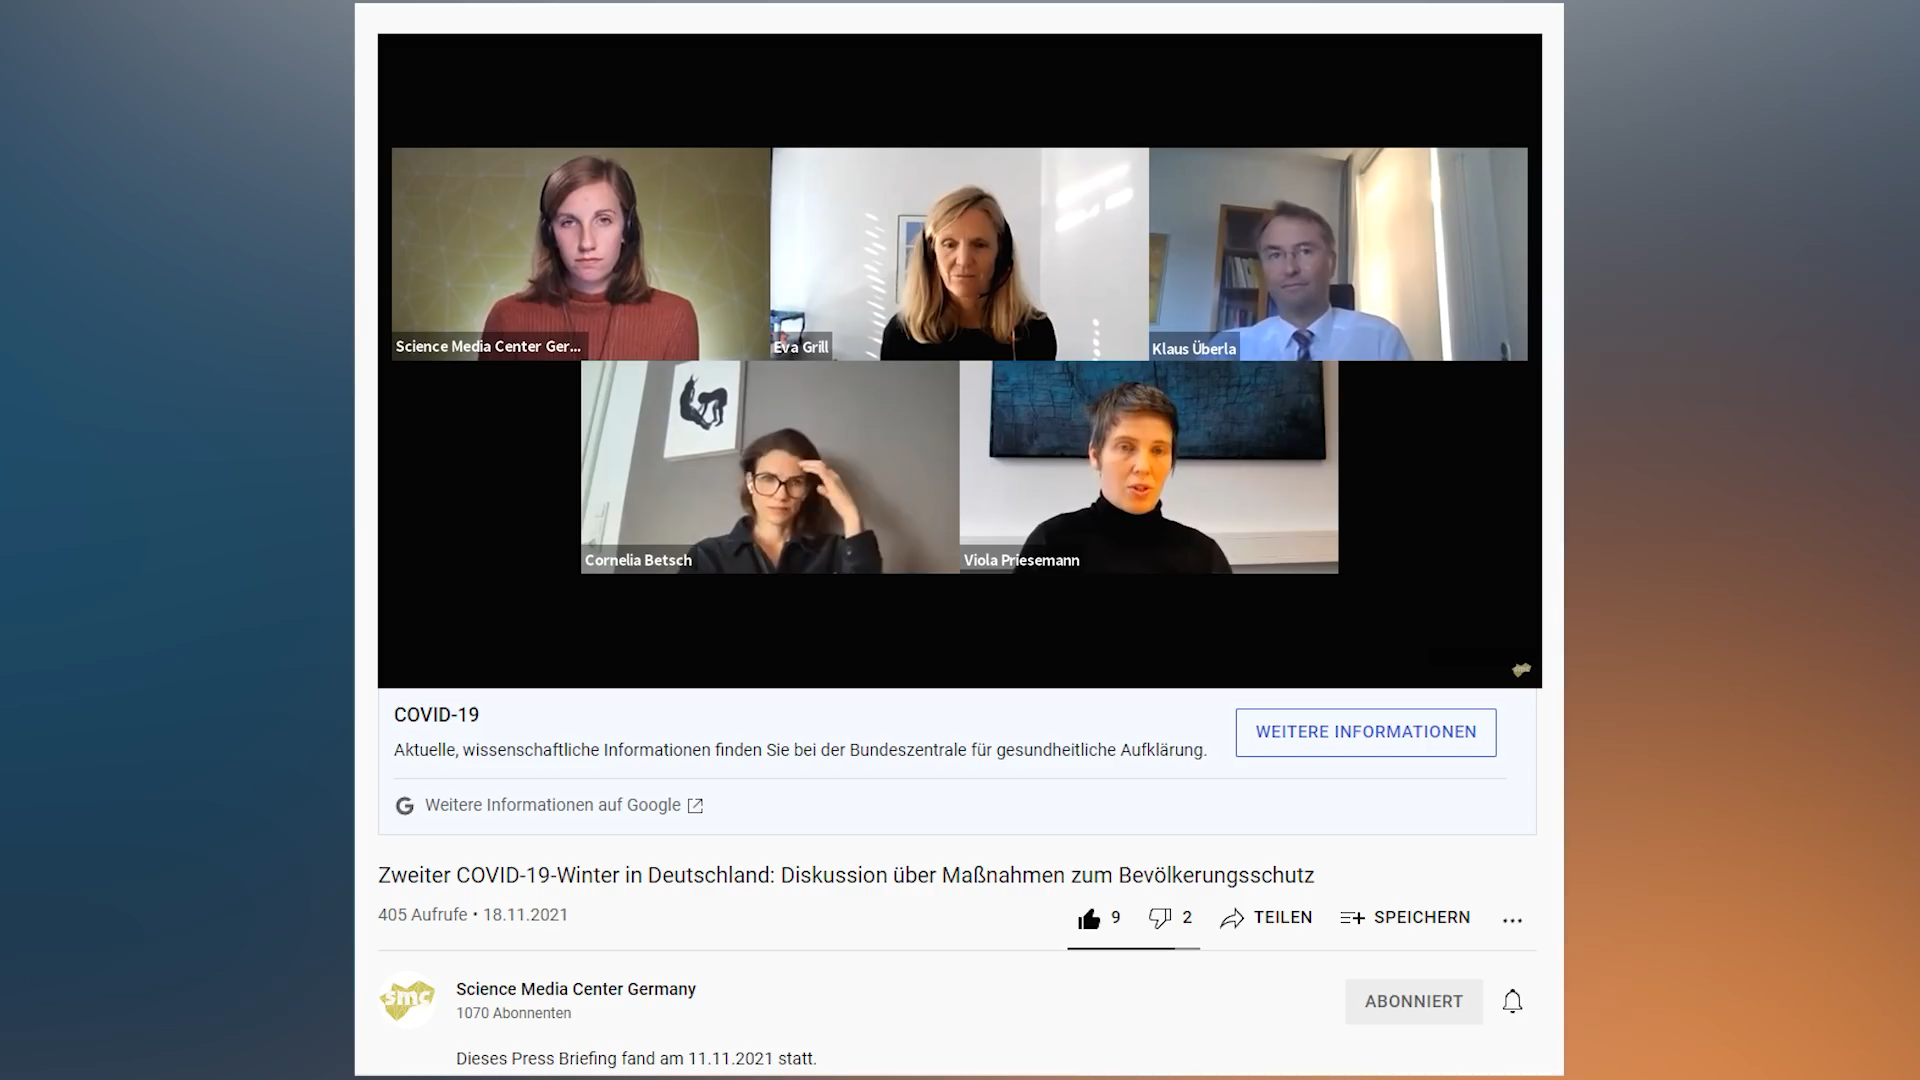 Science Media Center Ger...
Eva Grill
Klaus Überla
Cornelia Betsch
Viola Priesemann
COVID-19
Aktuelle, wissenschaftliche Informationen finden Sie bei der Bundeszentrale für gesundheitliche Aufklärung.
WEITERE INFORMATIONEN
Weitere Informationen auf Google
Zweiter COVID-19-Winter in Deutschland: Diskussion über Maßnahmen zum Bevölkerungsschutz
405 Aufrufe • 18.11.2021
9 2 TEILEN SPEICHERN ...
smc
Science Media Center Germany
1070 Abonnenten
ABONNIERT
Dieses Press Briefing fand am 11.11.2021 statt.